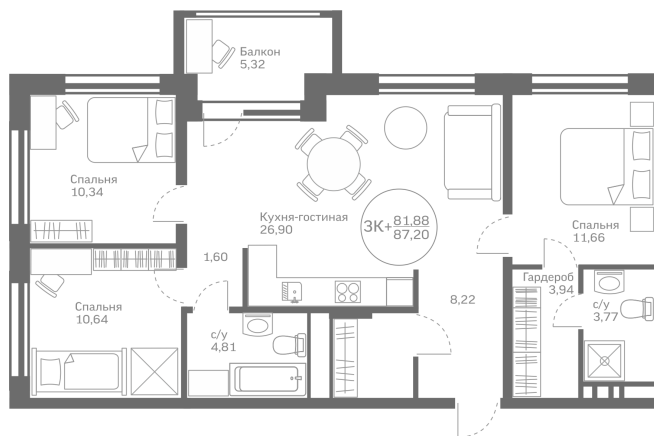 Балкон
5,32
Спальня
10,34
Кухня-гостиная
26,90
3К+
81,88
87,20
Спальня
11,66
1,60
Гардероб
3,94
с/у
3,77
8,22
Спальня
10,64
с/у
4,81